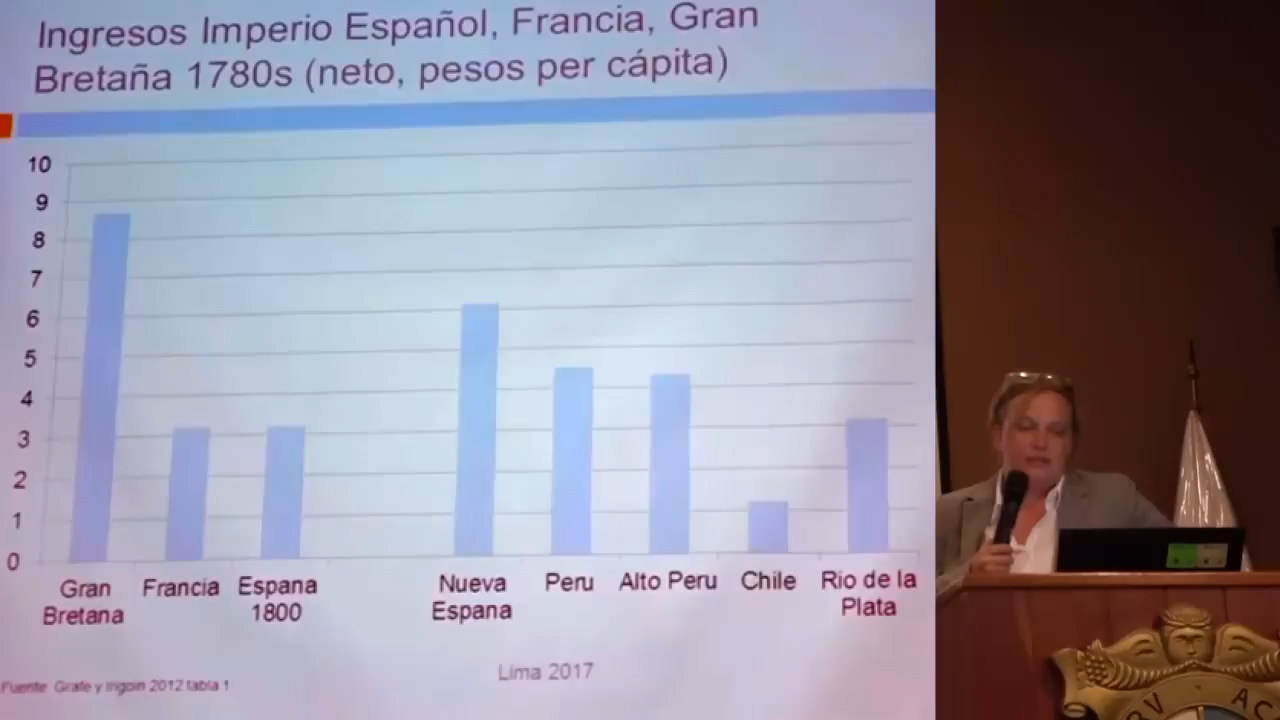 Ingresos Imperio Español, Francia, Gran
Bretaña 1780s (neto, pesos per cápita)
10
9
8
7
6
5
4
3
2
1
0
Gran
Bretana
Francia
Espana
1800
Nueva
Espana
Peru
Alto Peru
Chile
Rio de la
Plata
Lima 2017
Fuente Grafe y Irigoin 2012 tabla 1
RV · AC